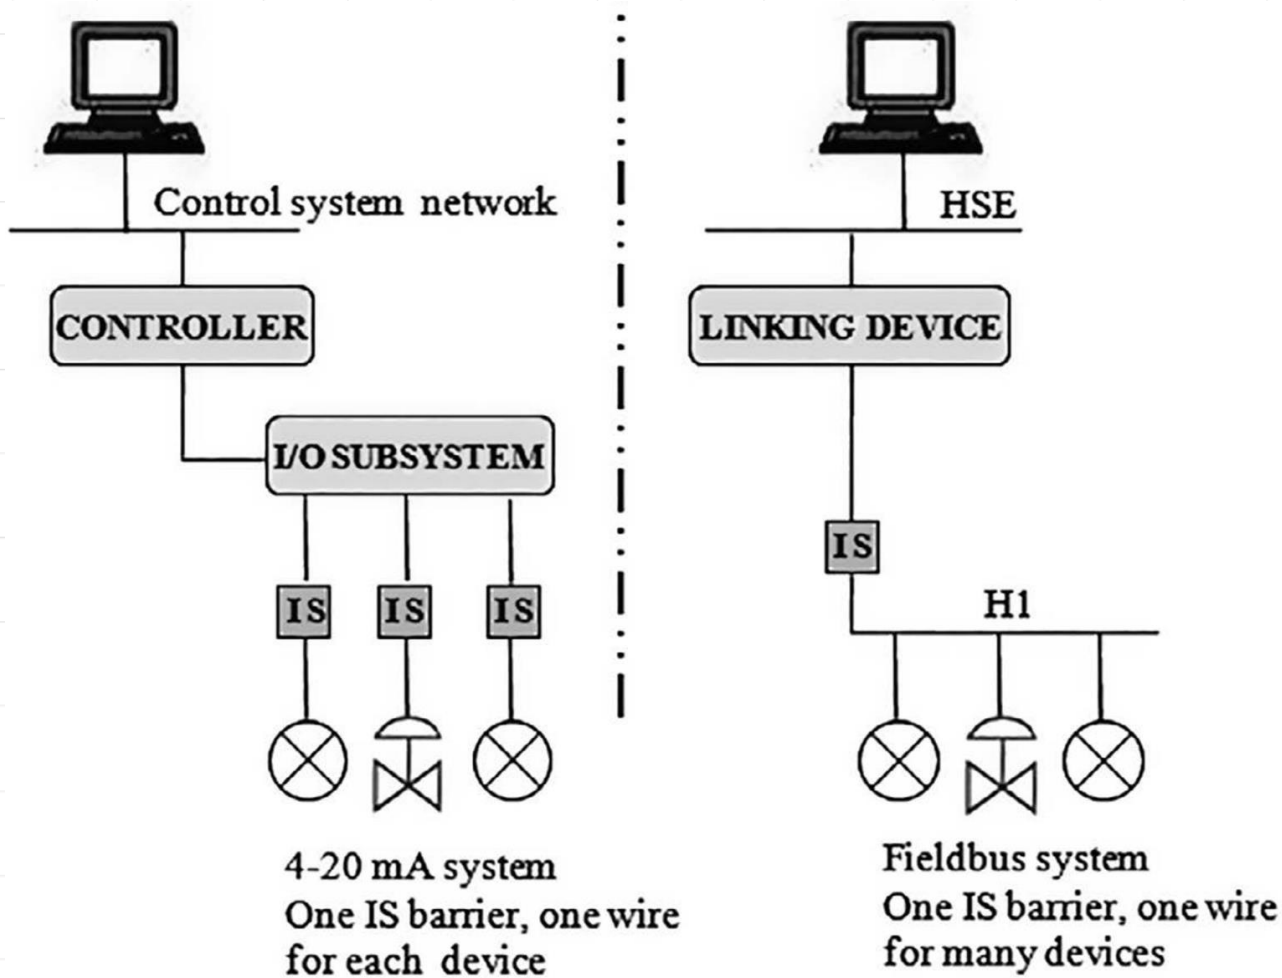 Control system network
CONTROLLER
I/O SUBSYSTEM
IS
IS
IS
4-20 mA system
One IS barrier, one wire
for each device
HSE
LINKING DEVICE
IS
H1
Fieldbus system
One IS barrier, one wire
for many devices